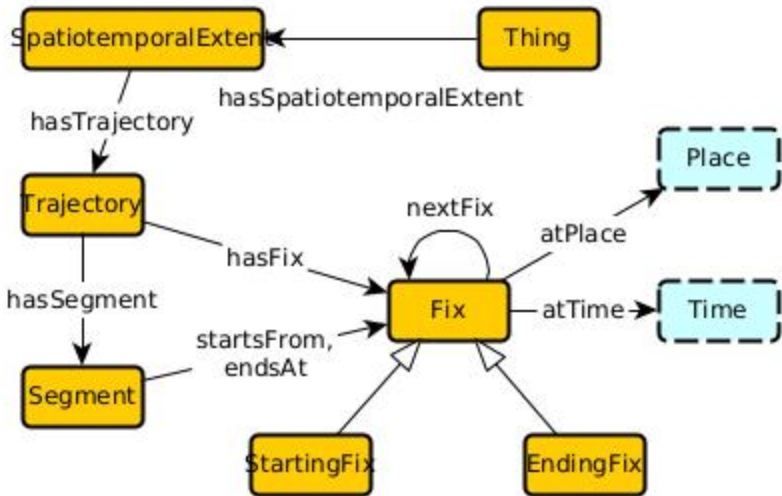 SpatiotemporalExtent
Thing
hasSpatiotemporalExtent
hasTrajectory
Place
Trajectory
nextFix
atPlace
hasFix
hasSegment
Fix
atTime
Time
startsFrom,
endsAt
Segment
StartingFix
EndingFix